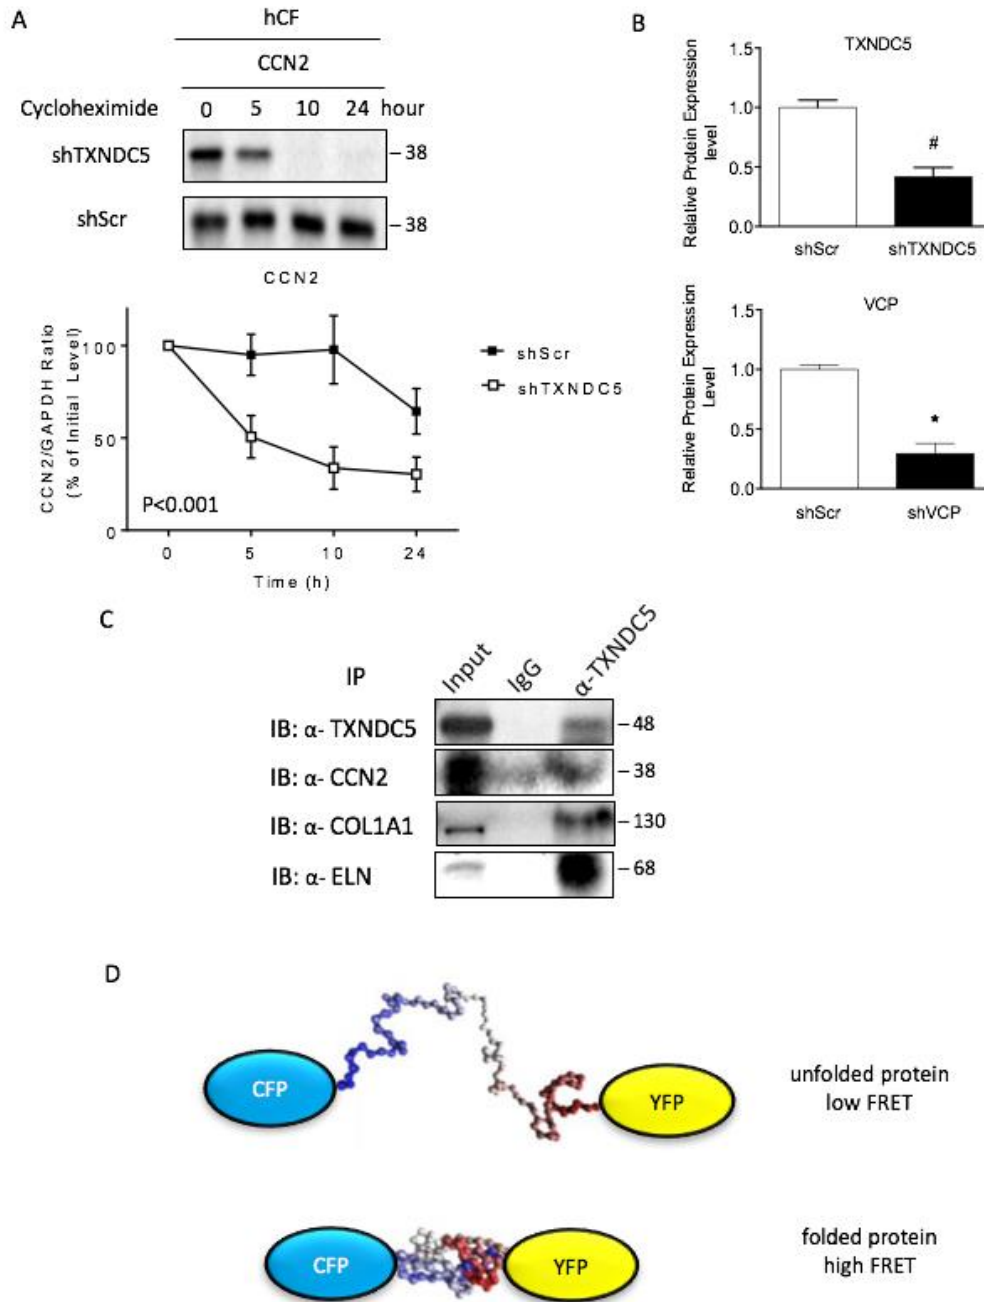 A
hCF
CCN2
Cycloheximide 0 5 10 24 hour
shTXNDC5 –38
shScr –38
CCN2
CCN2/GAPDH Ratio
(% of Initial Level)
100
50
0
P<0.001
0 5 10 24
Time (h)
shScr
shTXNDC5
B
TXNDC5
Relative Protein Expression
level
1.5
1.0
0.5
0.0
#
shScr shTXNDC5
VCP
Relative Protein Expression
Level
1.5
1.0
0.5
0.0
*
shScr shVCP
C
IP Input IgG α-TXNDC5
IB: α- TXNDC5 –48
IB: α- CCN2 –38
IB: α- COL1A1 –130
IB: α- ELN –68
D
CFP YFP
unfolded protein
low FRET
CFP YFP
folded protein
high FRET